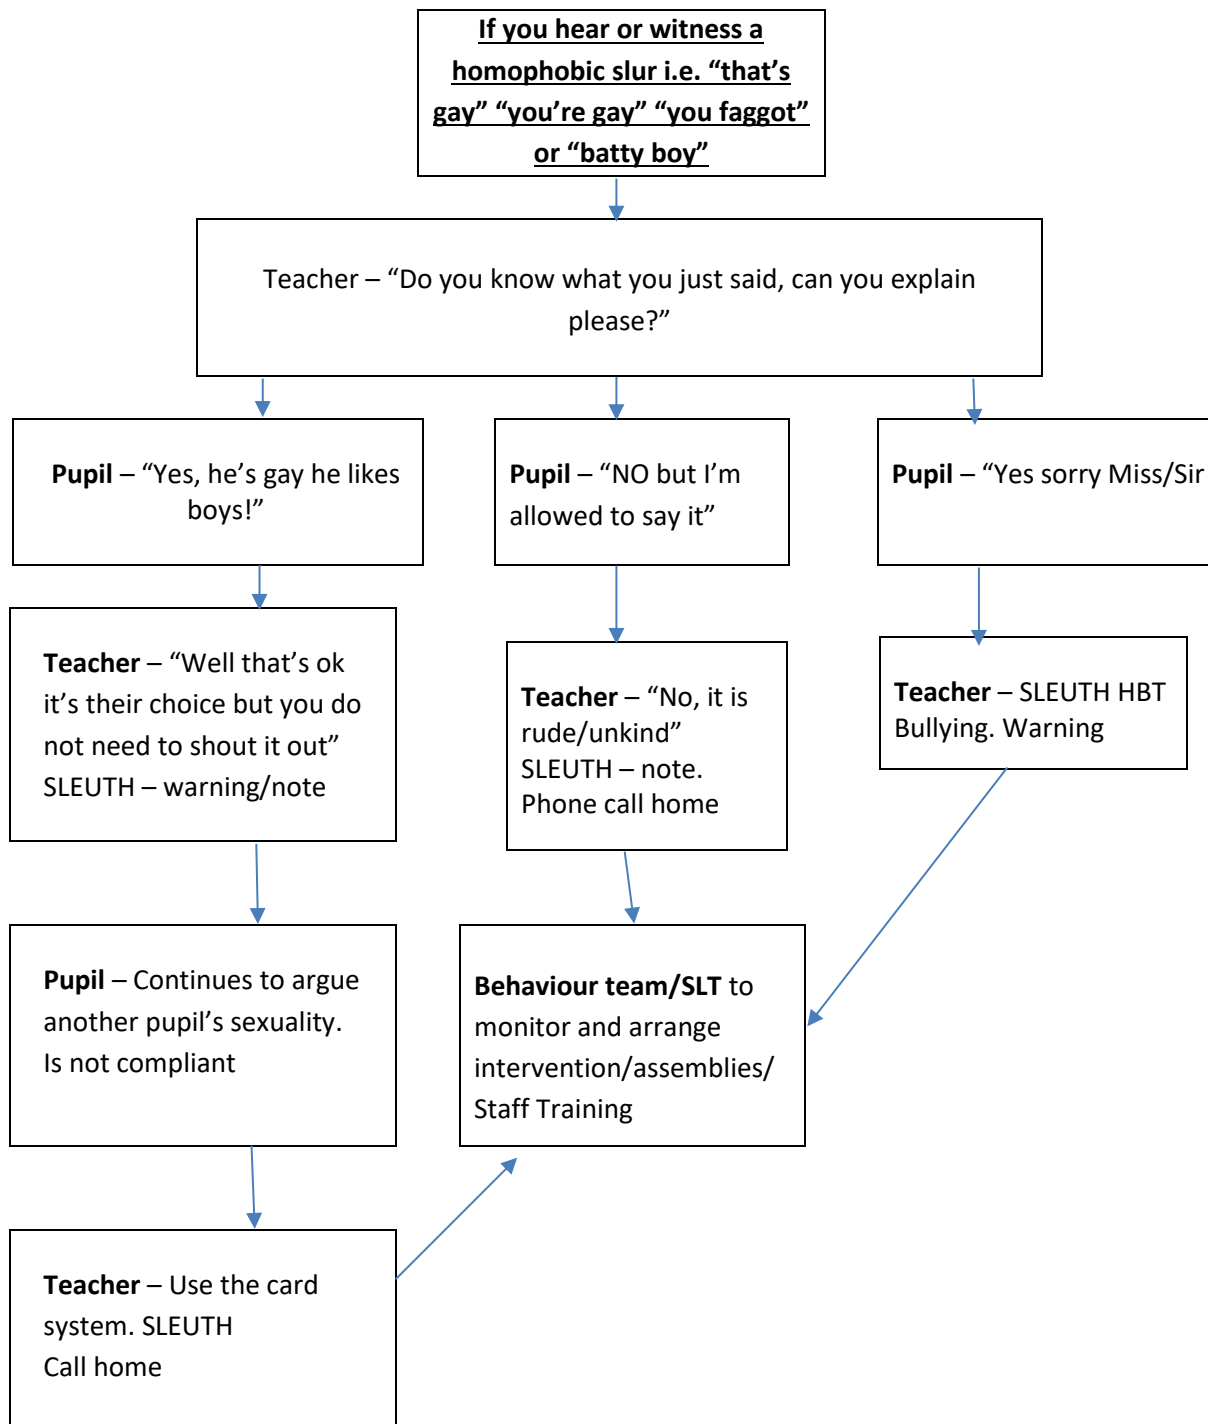 If you hear or witness a
homophobic slur i.e. “that’s
gay” “you’re gay” “you faggot”
or “batty boy”
Teacher – “Do you know what you just said, can you explain
please?”
Pupil – “Yes, he’s gay he likes
boys!”
Pupil – “NO but I’m
allowed to say it”
Pupil – “Yes sorry Miss/Sir
Teacher – “Well that’s ok
it’s their choice but you do
not need to shout it out”
SLEUTH – warning/note
Teacher – “No, it is
rude/unkind”
SLEUTH – note.
Phone call home
Teacher – SLEUTH HBT
Bullying. Warning
Pupil – Continues to argue
another pupil’s sexuality.
Is not compliant
Behaviour team/SLT to
monitor and arrange
intervention/assemblies/
Staff Training
Teacher – Use the card
system. SLEUTH
Call home